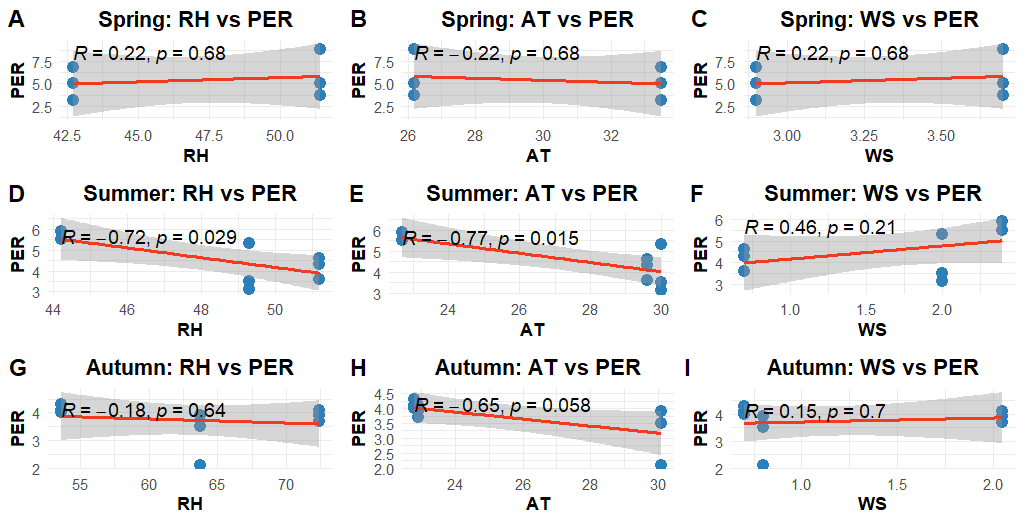 A Spring: RH vs PER
R = 0.22, p = 0.68
PER
7.5
5.0
2.5
42.5 45.0 47.5 50.0
RH
B Spring: AT vs PER
R = −0.22, p = 0.68
PER
7.5
5.0
2.5
26 28 30 32
AT
C Spring: WS vs PER
R = 0.22, p = 0.68
PER
7.5
5.0
2.5
3.00 3.25 3.50
WS
D Summer: RH vs PER
R = −0.72, p = 0.029
PER
6
5
4
3
44 46 48 50
RH
E Summer: AT vs PER
R = −0.77, p = 0.015
PER
6
5
4
3
24 26 28 30
AT
F Summer: WS vs PER
R = 0.46, p = 0.21
PER
6
5
4
3
1.0 1.5 2.0
WS
G Autumn: RH vs PER
R = −0.18, p = 0.64
PER
4
3
2
55 60 65 70
RH
H Autumn: AT vs PER
R = −0.65, p = 0.058
PER
4.5
4.0
3.5
3.0
2.5
2.0
24 26 28 30
AT
I Autumn: WS vs PER
R = 0.15, p = 0.7
PER
4
3
2
1.0 1.5 2.0
WS